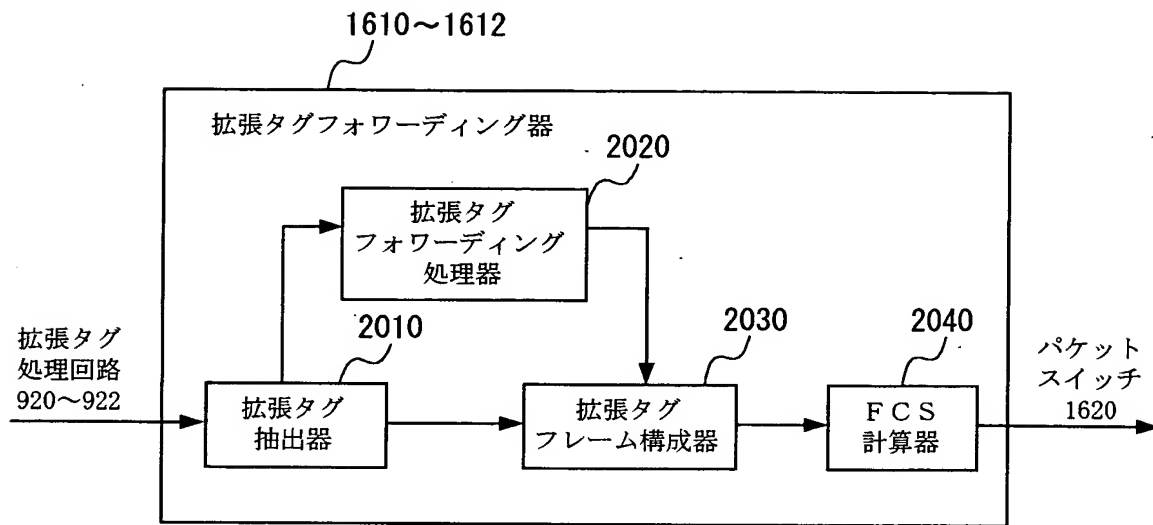 1610～1612
拡張タグフォワーディング器
2020
拡張タグ
フォワーディング
処理器
拡張タグ
処理回路
920～922
2010
拡張タグ
抽出器
2030
拡張タグ
フレーム構成器
2040
ＦＣＳ
計算器
パケット
スイッチ
1620